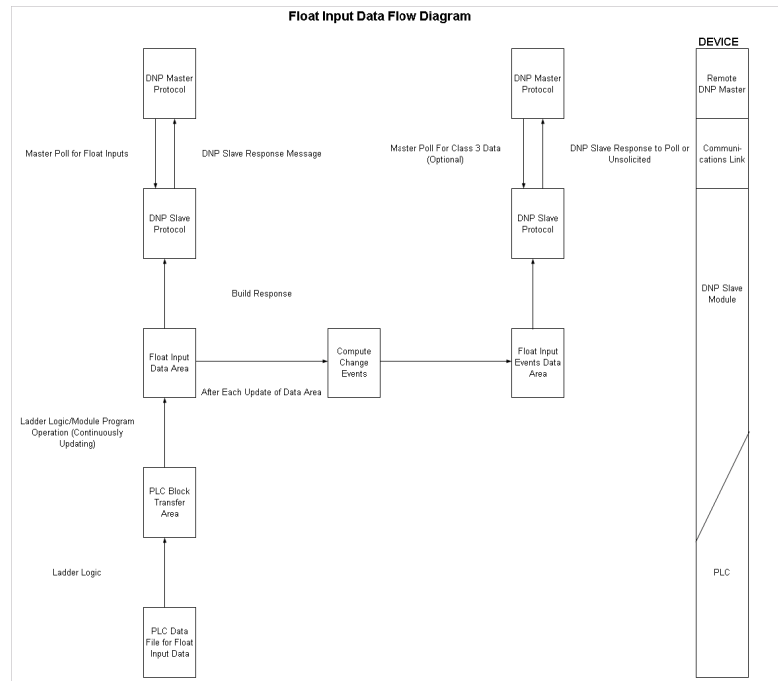 Float Input Data Flow Diagram
DEVICE
DNP Master
Protocol
DNP Master
Protocol
Remote
DNP Master
Master Poll for Float Inputs
DNP Slave Response Message
Master Poll For Class 3 Data
(Optional)
DNP Slave Response to Poll or
Unsolicited
Communi-
cations Link
DNP Slave
Protocol
DNP Slave
Protocol
Build Response
DNP Slave
Module
Float Input
Data Area
Compute
Change
Events
Float Input
Events Data
Area
After Each Update of Data Area
Ladder Logic/Module Program
Operation (Continuously
Updating)
PLC Block
Transfer
Area
Ladder Logic
PLC
PLC Data
File for Float
Input Data